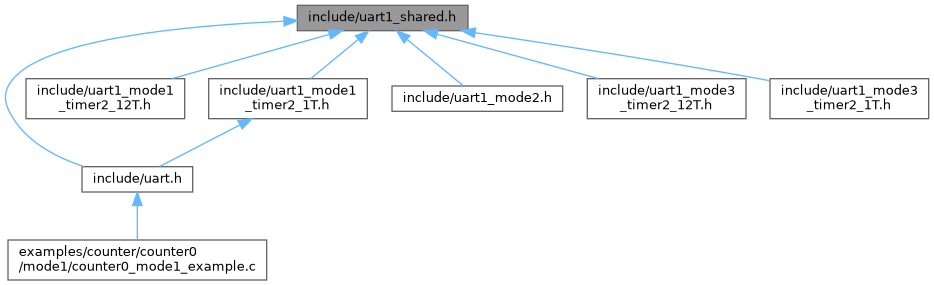 include/uart1_shared.h
include/uart1_mode1
_timer2_12T.h
include/uart1_mode1
_timer2_1T.h
include/uart1_mode2.h
include/uart1_mode3
_timer2_12T.h
include/uart1_mode3
_timer2_1T.h
include/uart.h
examples/counter/counter0
/mode1/counter0_mode1_example.c